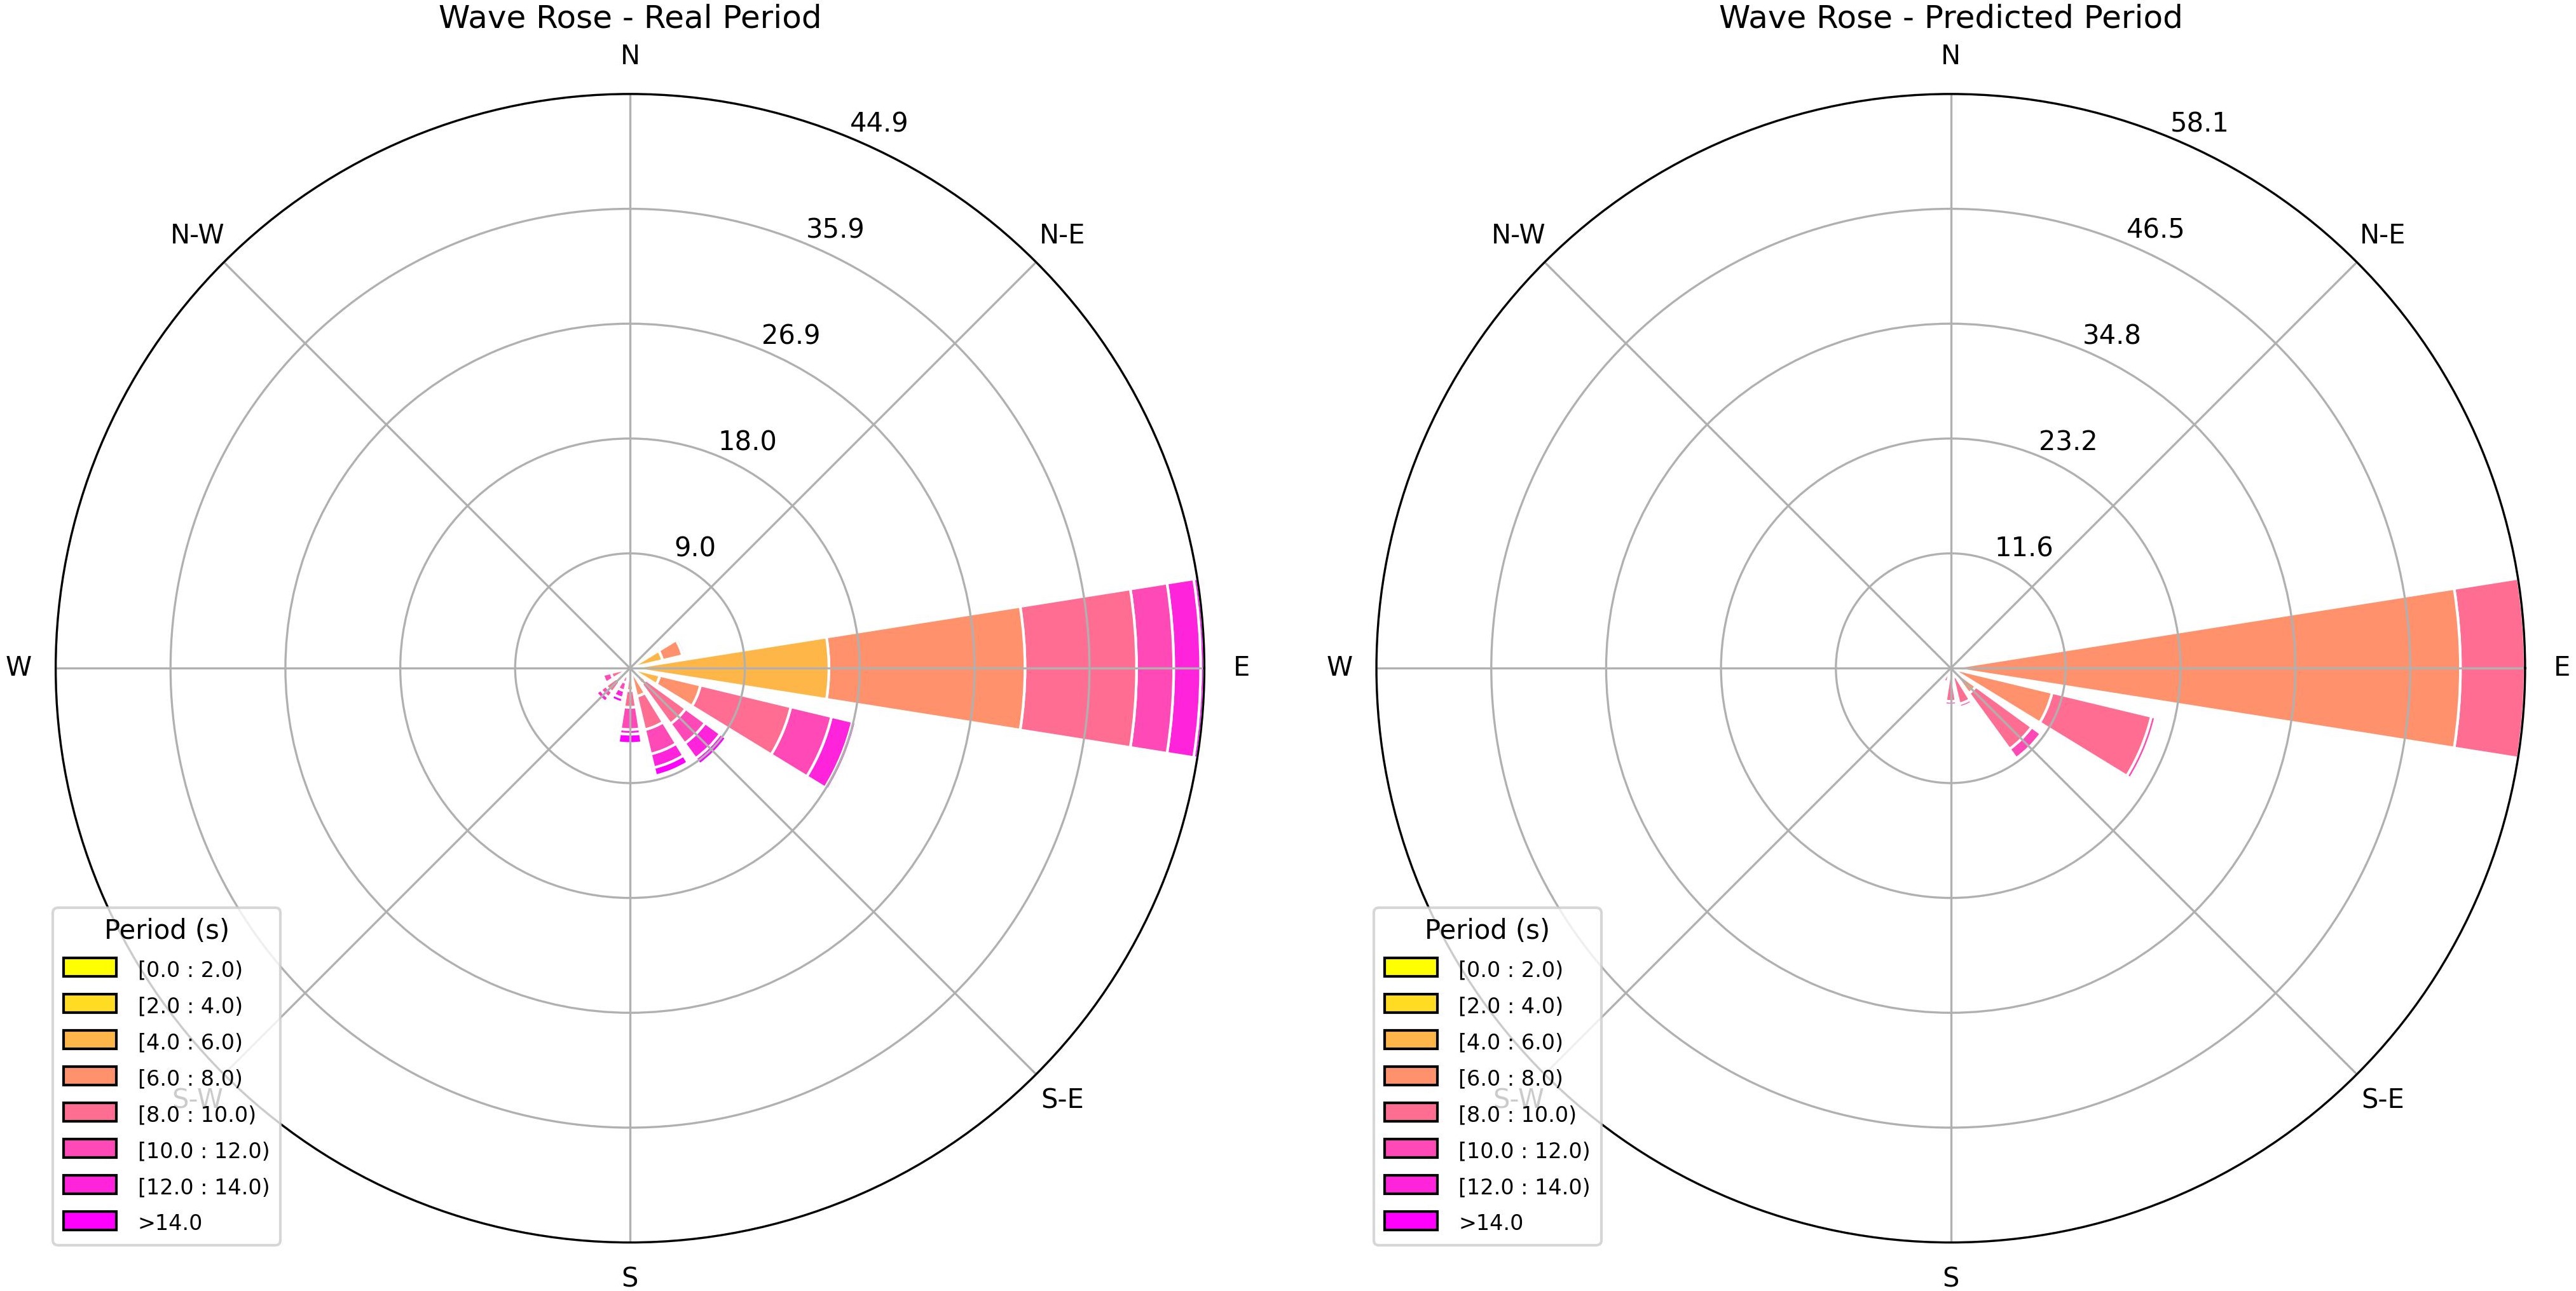 Wave Rose - Real Period
N
44.9
35.9
N-W
N-E
26.9
18.0
9.0
W
E
Period (s)
[0.0 : 2.0)
[2.0 : 4.0)
[4.0 : 6.0)
[6.0 : 8.0)
S-W
[8.0 : 10.0)
[10.0 : 12.0)
[12.0 : 14.0)
>14.0
S-E
S
Wave Rose - Predicted Period
N
58.1
46.5
N-W
N-E
34.8
23.2
11.6
W
E
Period (s)
[0.0 : 2.0)
[2.0 : 4.0)
[4.0 : 6.0)
[6.0 : 8.0)
S-W
[8.0 : 10.0)
[10.0 : 12.0)
[12.0 : 14.0)
>14.0
S-E
S